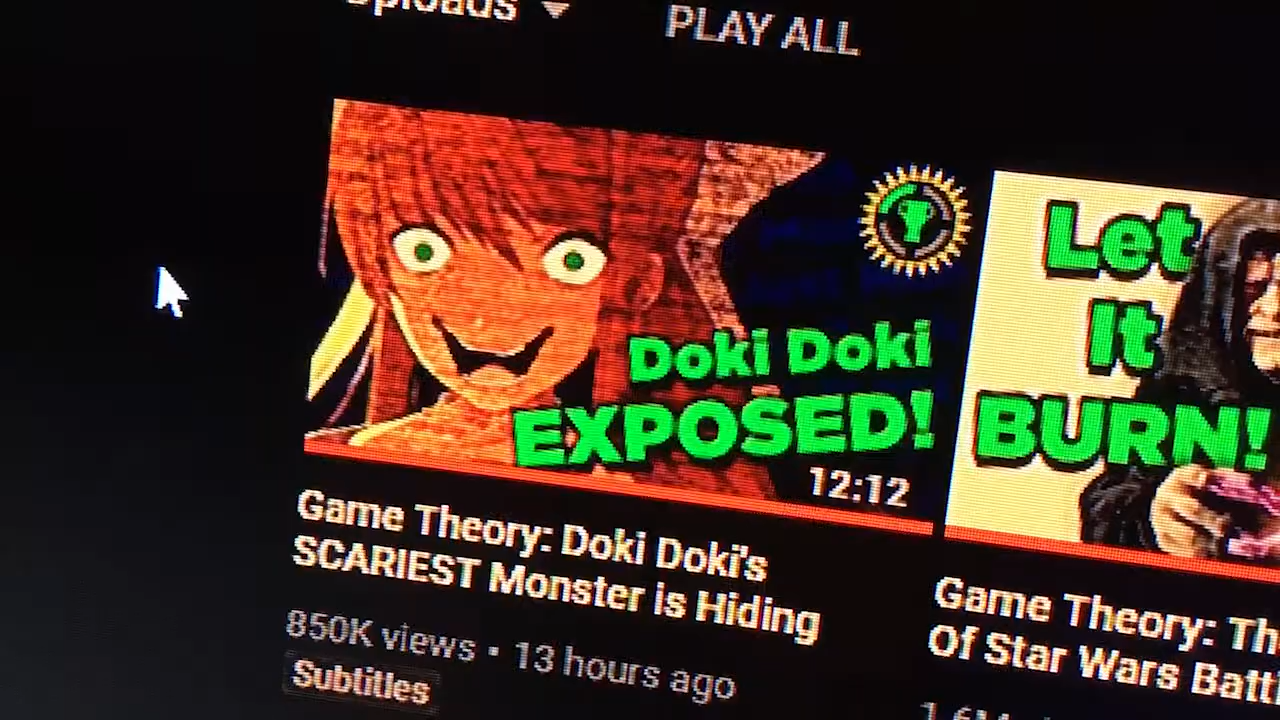 Uploads
PLAY ALL
Doki Doki
EXPOSED!
12:12
Let
It
BURN!
Game Theory: Doki Doki's
SCARIEST Monster is Hiding
850K views • 13 hours ago
Subtitles
Game Theory: Th
Of Star Wars Batt